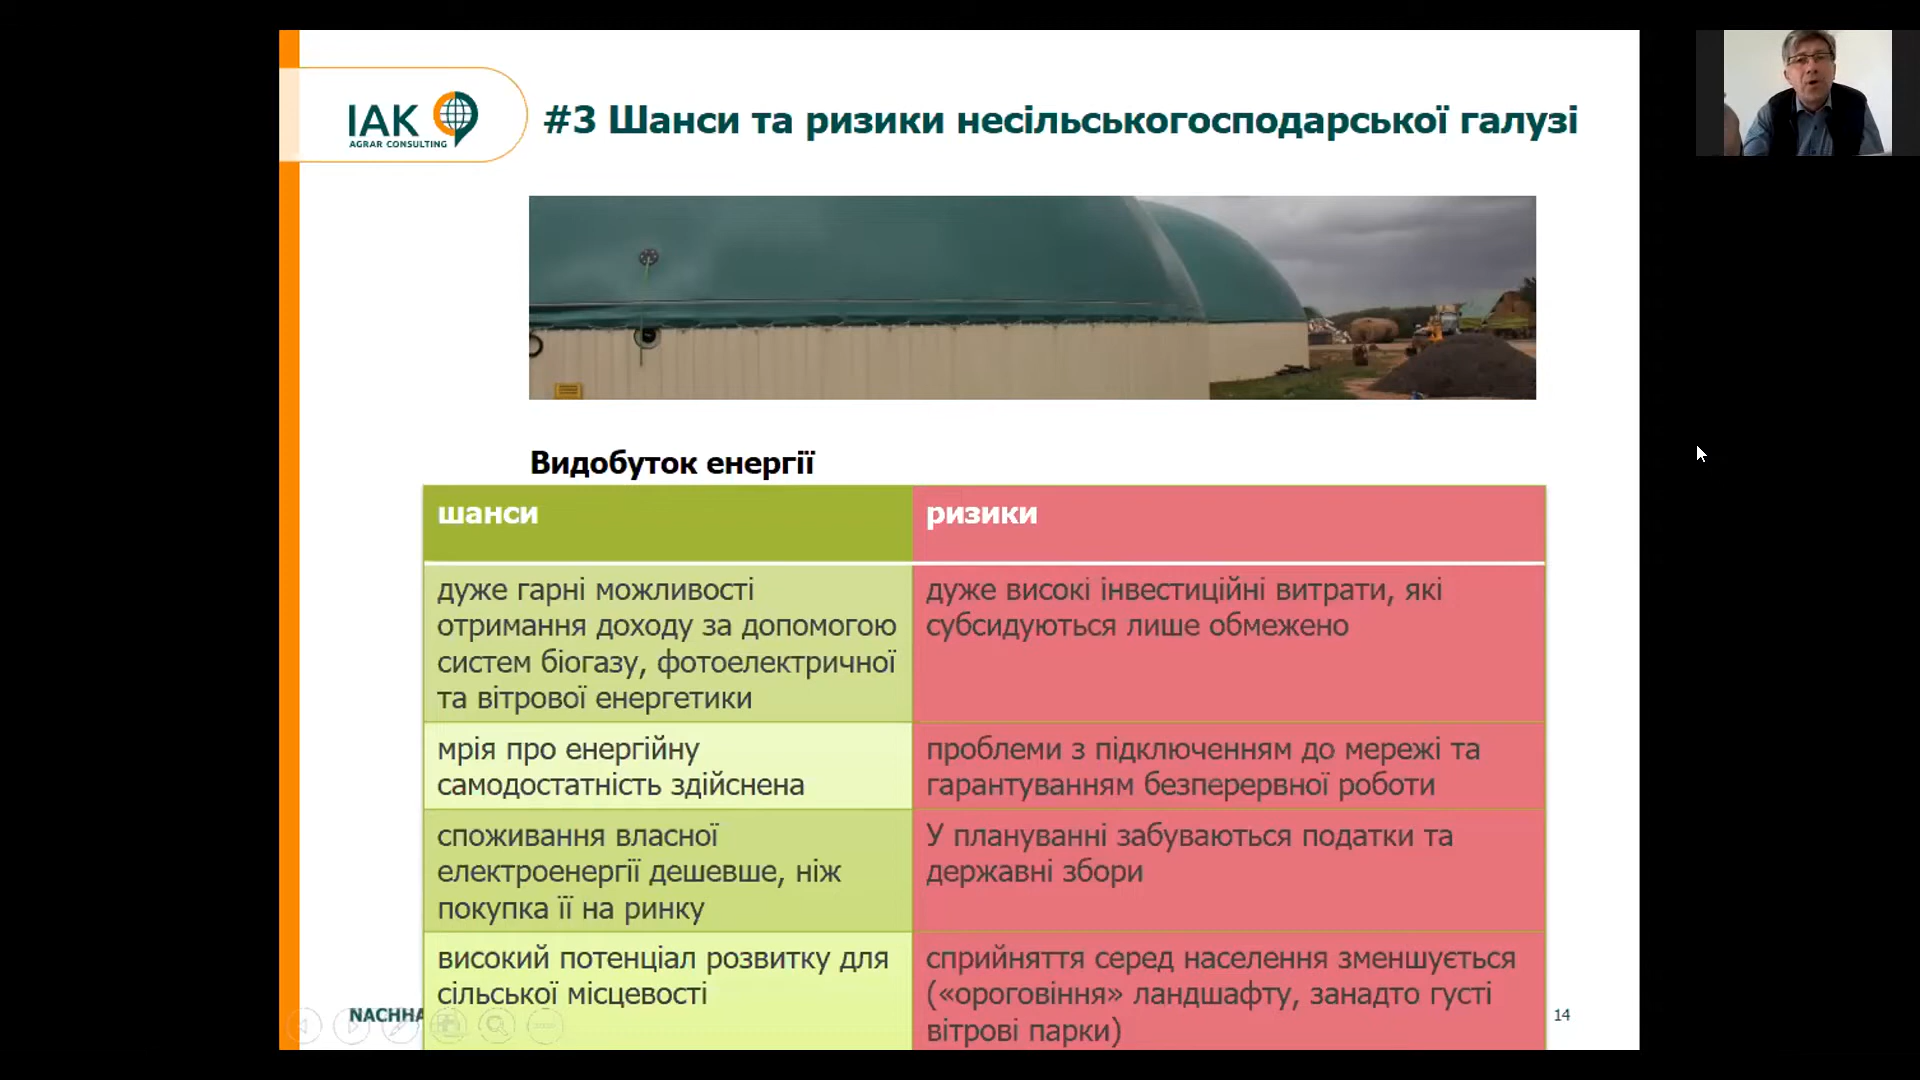 IAK
AGRAR CONSULTING
#3 Шанси та ризики несільськогосподарської галузі
Видобуток енергії
шанси
ризики
дуже гарні можливості
отримання доходу за допомогою
систем біогазу, фотоелектричної
та вітрової енергетики
дуже високі інвестиційні витрати, які
субсидуються лише обмежено
мрія про енергійну
самодостатність здійснена
проблеми з підключенням до мережі та
гарантуванням безперервної роботи
споживання власної
електроенергії дешевше, ніж
покупка її на ринку
У плануванні забуваються податки та
державні збори
високий потенціал розвитку для
сільської місцевості
сприйняття серед населення зменшується
(«ороговіння» ландшафту, занадто густі
вітрові парки)
NACHHA
14